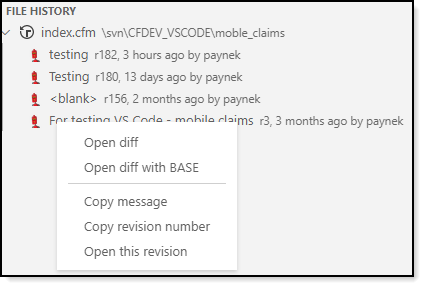 FILE HISTORY
index.cfm \svn\CFDEV_VSCODE\moble_claims
testing r182, 3 hours ago by paynek
Testing r180, 13 days ago by paynek
<blank> r156, 2 months ago by paynek
For testing VS Code - mobile claims r3, 3 months ago by paynek
Open diff
Open diff with BASE
Copy message
Copy revision number
Open this revision